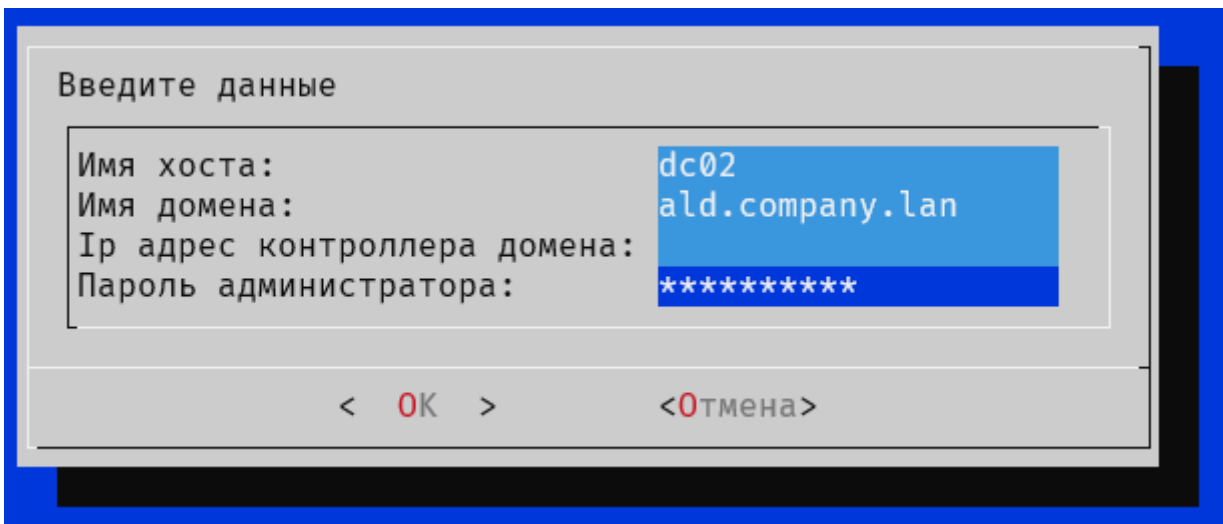 Введите данные
Имя хоста: dc02
Имя домена: ald.company.lan
Ip адрес контроллера домена:
Пароль администратора: **********
< OK > <Отмена>